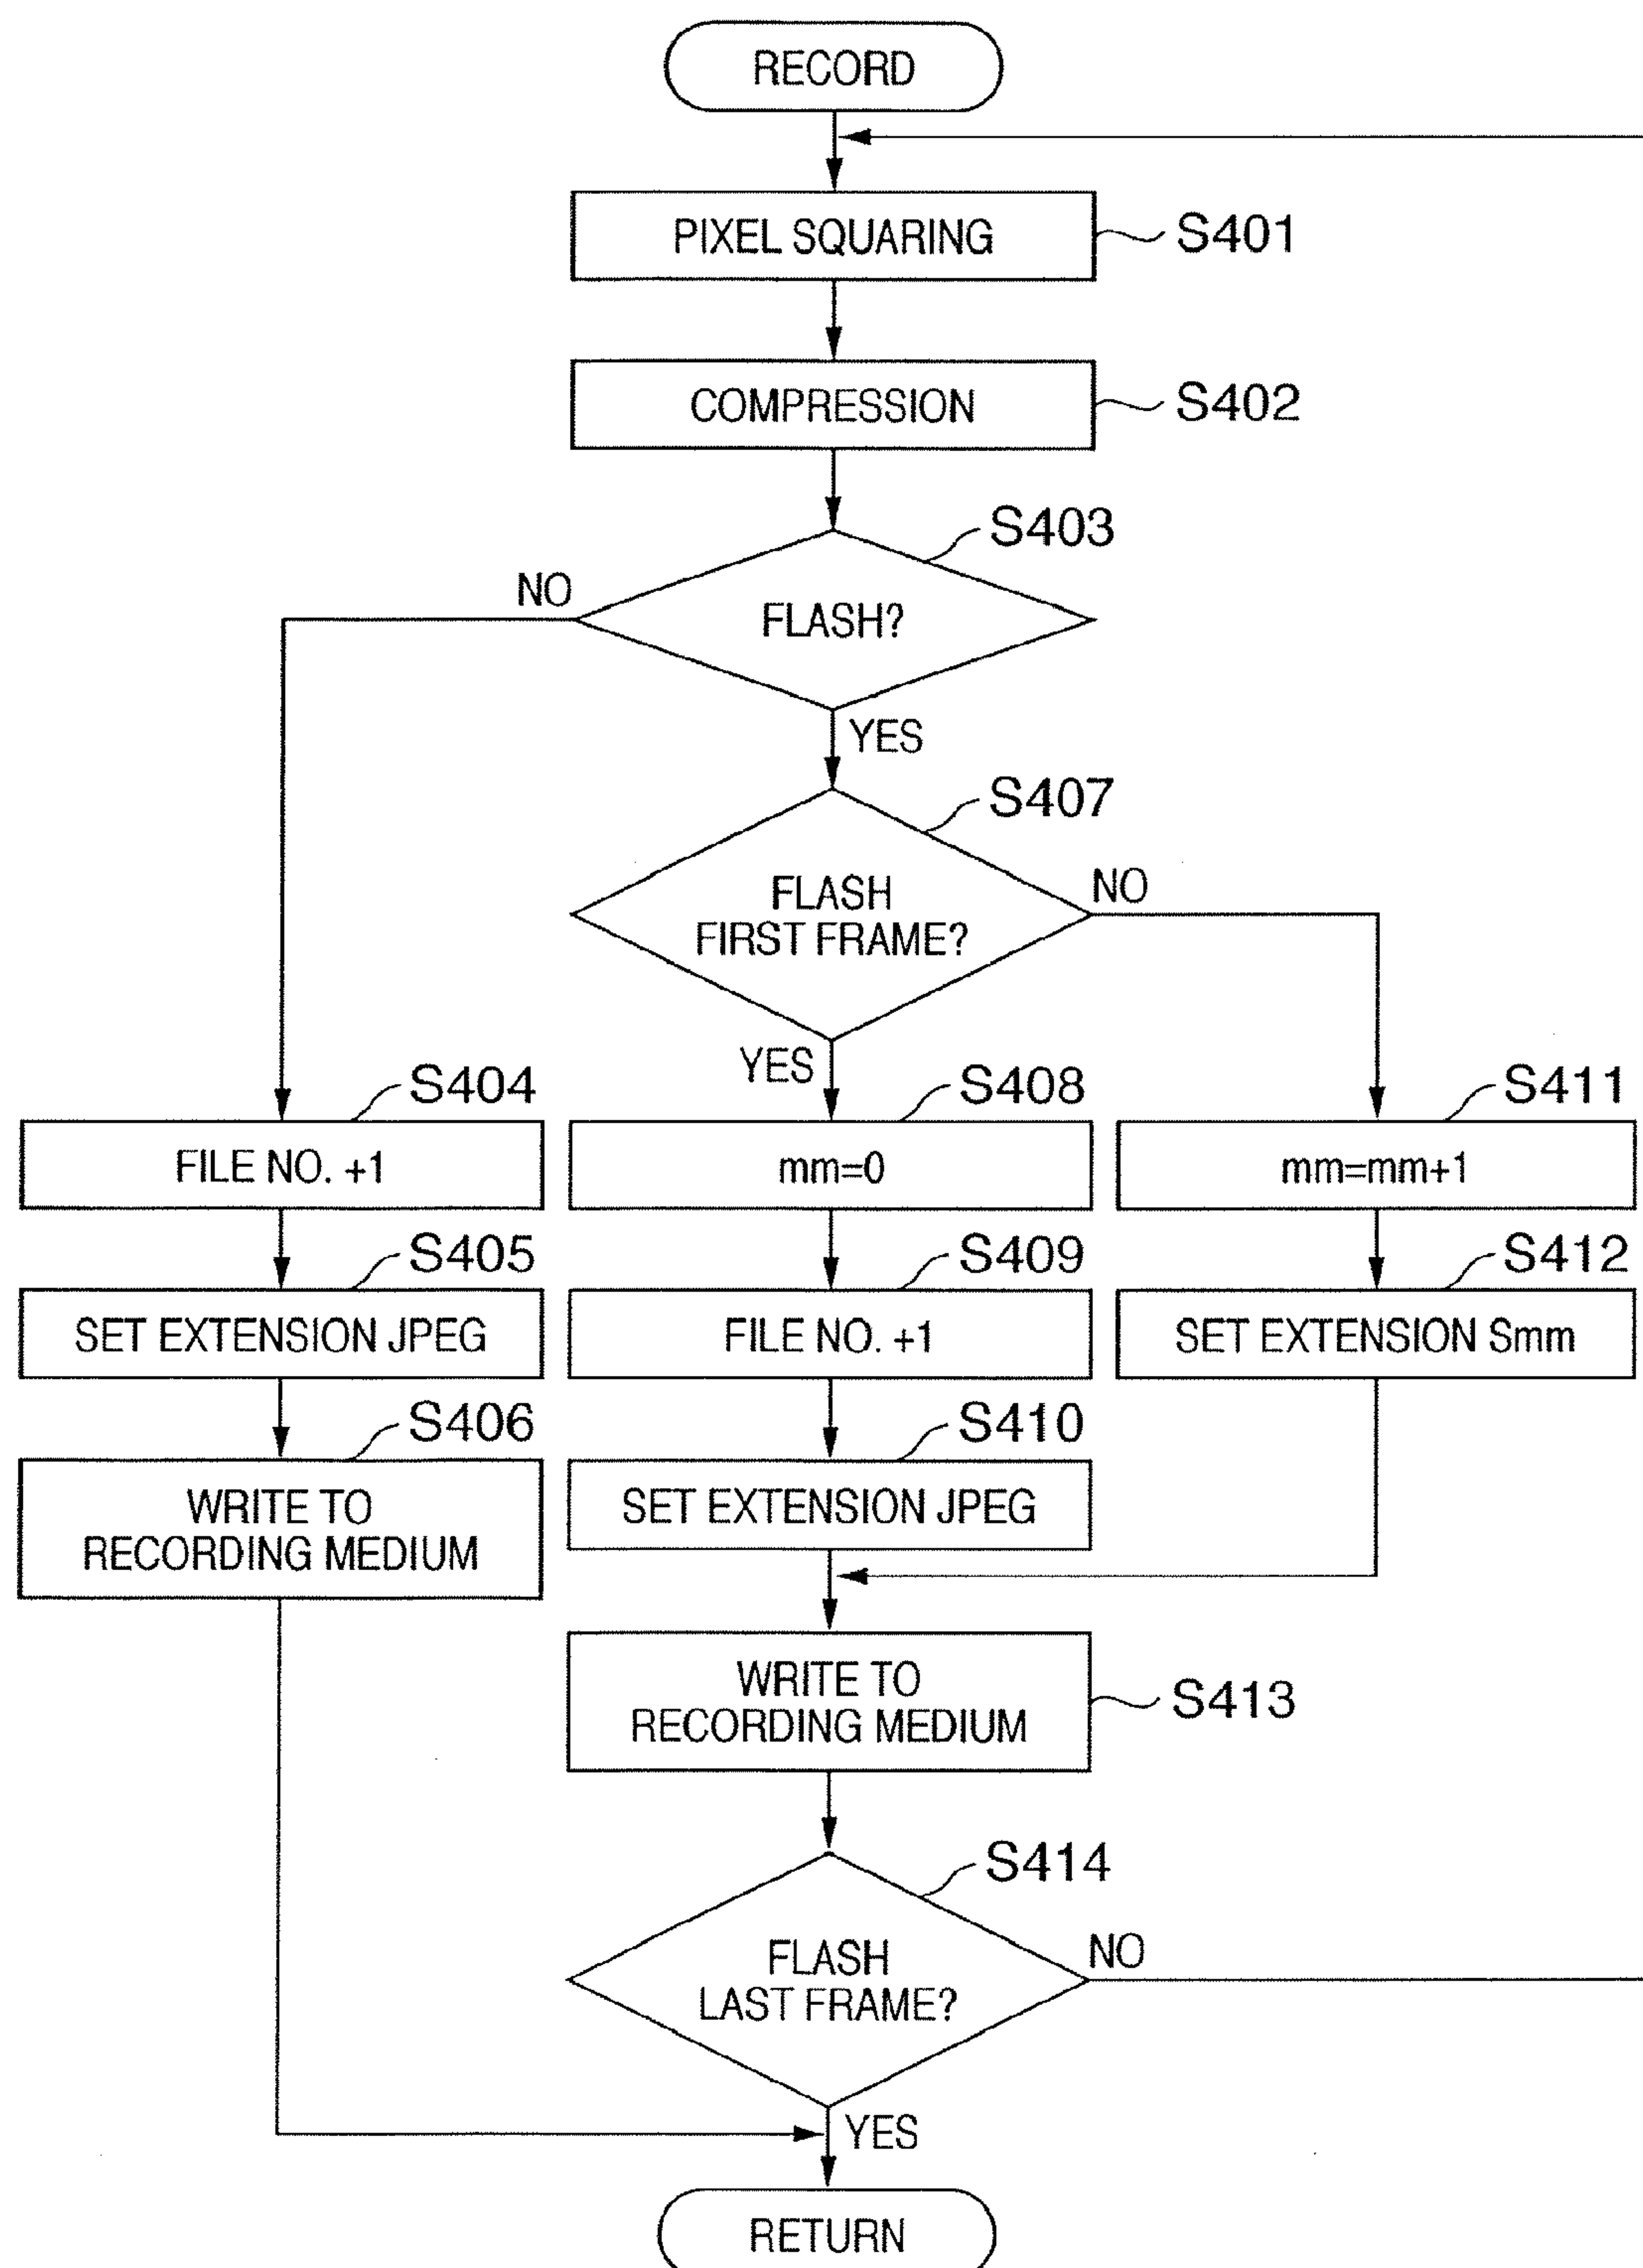 RECORD
PIXEL SQUARING
S401
COMPRESSION
S402
S403
NO
FLASH?
YES
S407
FLASH
FIRST FRAME?
NO
YES
S404
S408
S411
FILE NO. +1
mm=0
mm=mm+1
S405
S409
S412
SET EXTENSION JPEG
FILE NO. +1
SET EXTENSION Smm
S406
S410
WRITE TO
RECORDING MEDIUM
SET EXTENSION JPEG
WRITE TO
RECORDING MEDIUM
S413
S414
FLASH
LAST FRAME?
NO
YES
RETURN